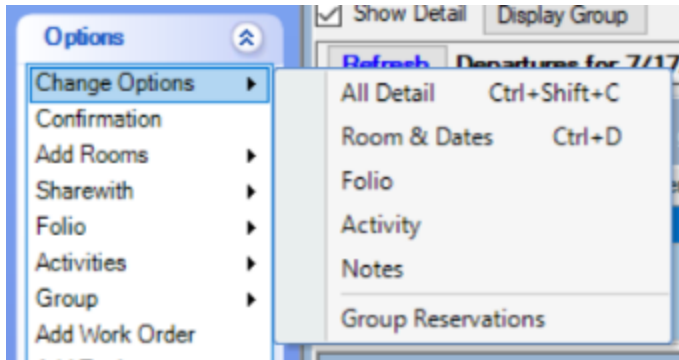 Show Detail Display Group
Options
Refresh Departures for 7/17
Change Options
All Detail Ctrl+Shift+C
Confirmation
Room & Dates Ctrl+D
Add Rooms
Sharewith
Folio
Folio
Activity
Activities
Notes
Group
Group Reservations
Add Work Order